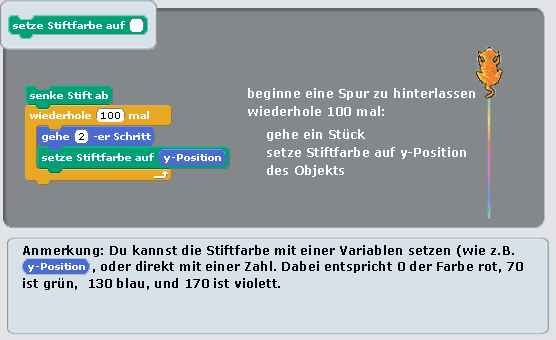 setze Stiftfarbe auf
senke Stift ab
wiederhole 100 mal
gehe 2 -er Schritt
setze Stiftfarbe auf y-Position
beginne eine Spur zu hinterlassen
wiederhole 100 mal:
gehe ein Stück
setze Stiftfarbe auf y-Position
des Objekts
Anmerkung: Du kannst die Stiftfarbe mit einer Variablen setzen (wie z.B.
y-Position , oder direkt mit einer Zahl. Dabei entspricht 0 der Farbe rot, 70
ist grün, 130 blau, und 170 ist violett.